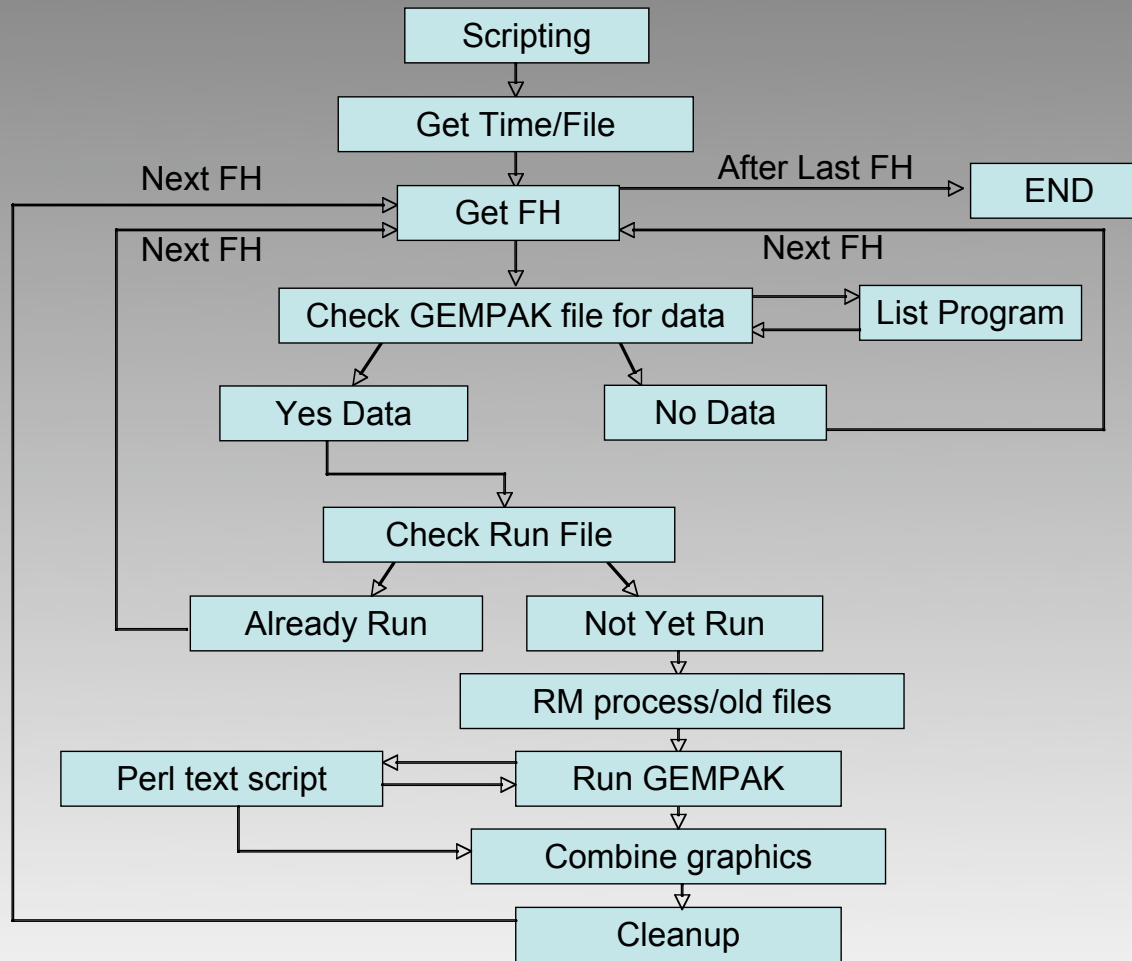 Scripting
Get Time/File
Next FH
After Last FH
END
Get FH
Next FH
Next FH
Check GEMPAK file for data
List Program
Yes Data
No Data
Check Run File
Already Run
Not Yet Run
RM process/old files
Perl text script
Run GEMPAK
Combine graphics
Cleanup